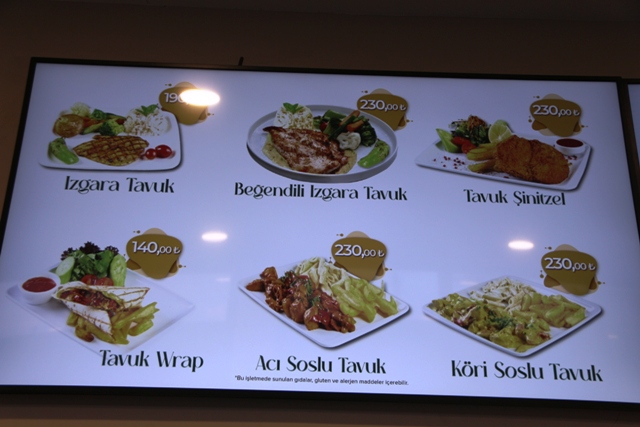 230,00 ₺
230,00 ₺
Izgara Tavuk
Beğendili Izgara Tavuk
Tavuk Şinitzel
140,00 ₺
230,00 ₺
230,00 ₺
Tavuk Wrap
Acı Soslu Tavuk
Köri Soslu Tavuk
*Bu işletmede sunulan gıdalar, gluten ve alerjen maddeler içerebilir.